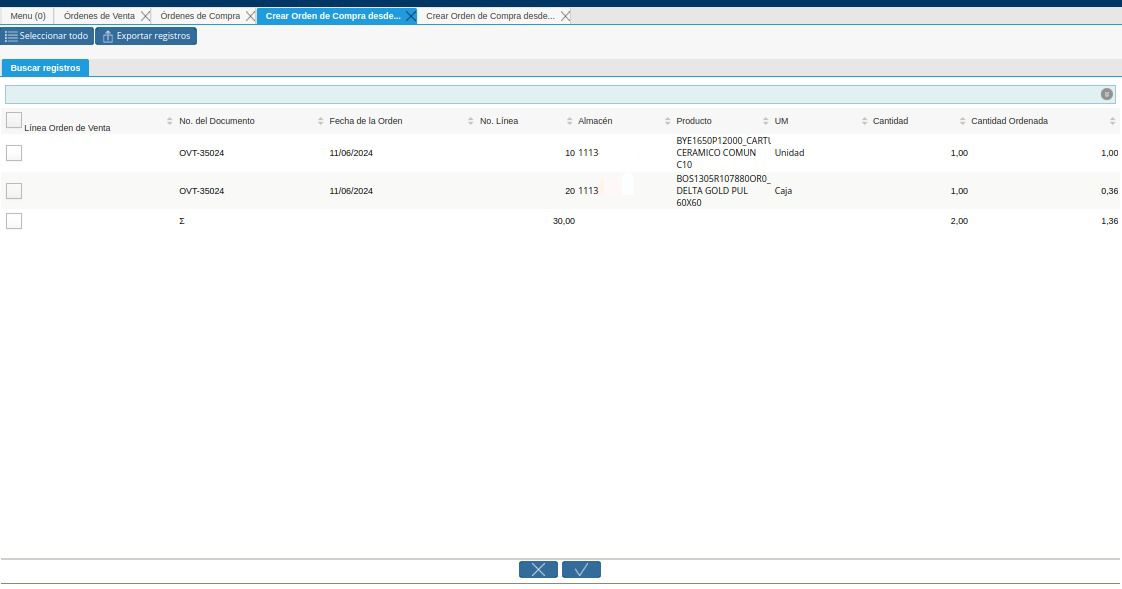 Menu (0) Órdenes de Venta Órdenes de Compra Crear Orden de Compra desde... Crear Orden de Compra desde...
Seleccionar todo Exportar registros
Buscar registros
Línea Orden de Venta No. del Documento Fecha de la Orden No. Línea Almacén Producto UM Cantidad Cantidad Ordenada
OVT-35024 11/06/2024 10 1113 BYE1650P12000_CARTU Unidad 1,00 1,00
CERAMICO COMUN
C10
OVT-35024 11/06/2024 20 1113 BOS1305R107880OR0_ Caja 1,00 0,36
DELTA GOLD PUL
60X60
Σ 30,00 2,00 1,36